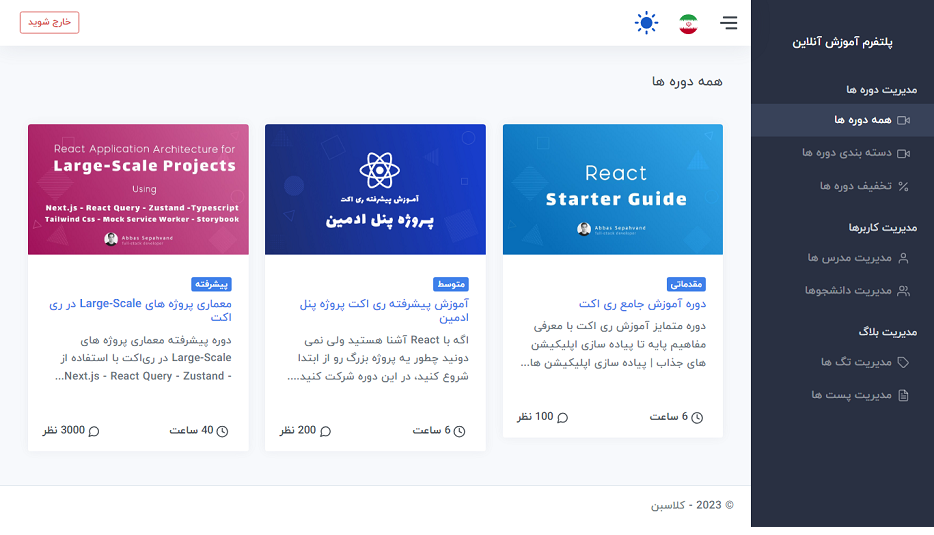 خارج شوید
پلتفرم آموزش آنلاین
مدیریت دوره ها
همه دوره ها
دسته بندی دوره ها
تخفیف دوره ها
مدیریت کاربرها
مدیریت مدرس ها
مدیریت دانشجوها
مدیریت بلاگ
مدیریت تگ ها
مدیریت پست ها
همه دوره ها
React
Starter Guide
Abbas Sepahvand
مقدماتی
دوره آموزش جامع ری اکت
دوره متمایز آموزش ری اکت با معرفی
مفاهیم پایه تا پیاده سازی اپلیکیشن
های جذاب | پیاده سازی اپلیکیشن ها...
6 ساعت
100 نظر
آموزش پیشرفته ری اکت
پروژه پنل ادمین
متوسط
آموزش پیشرفته ری اکت پروژه پنل
ادمین
اگه با React آشنا هستید ولی نمی
دونید چطور یه پروژه بزرگ رو از ابتدا
شروع کنید، در این دوره شرکت کنید....
6 ساعت
200 نظر
React Application Architecture for
Large-Scale Projects
Using
Next.js - React Query - Zustand -Typescript
Tailwind Css - Mock Service Worker - Storybook
Abbas Sepahvand
پیشرفته
معماری پروژه های Large-Scale در ری
اکت
دوره پیشرفته معماری پروژه های
Large-Scale در ری‌اکت با استفاده از
Next.js - React Query - Zustand -...
40 ساعت
3000 نظر
© 2023 - کلاسبن